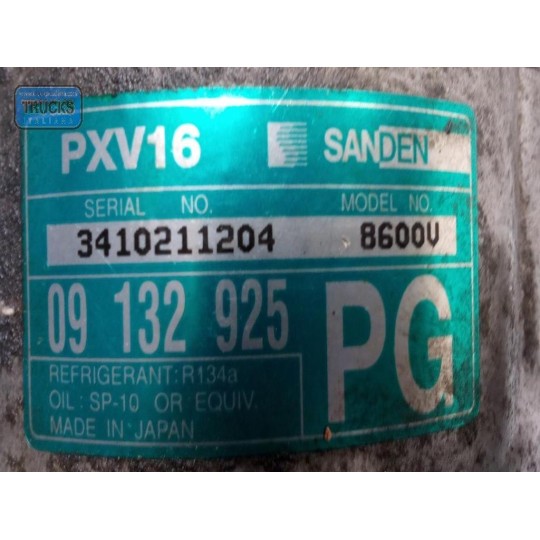 TRUCKS
PXV16 SANDEN
SERIAL NO. MODEL NO.
3410211204 8600V
09 132 925 PG
REFRIGERANT: R134a
OIL: SP-10 OR EQUIV.
MADE IN JAPAN